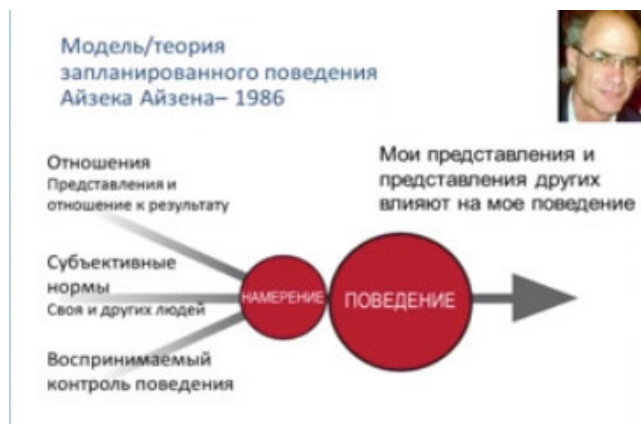 Модель/теория
запланированного поведения
Айзека Айзена– 1986
Отношения
Представления и
отношение к результату
Мои представления и
представления других
влияют на мое поведение
Субъективные
нормы
Своя и других людей
НАМЕРЕНИЕ
ПОВЕДЕНИЕ
Воспринимаемый
контроль поведения